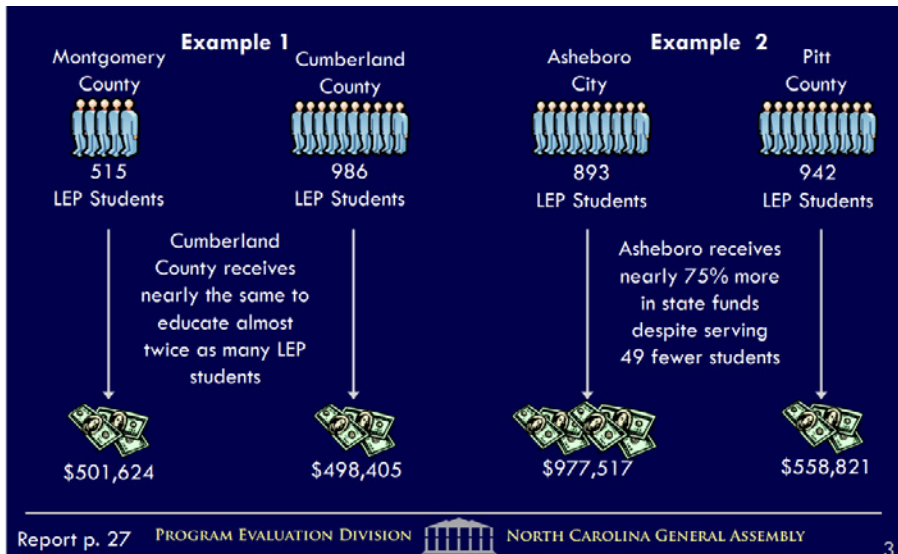 Example 1
Montgomery
County
515
LEP Students
Cumberland
County
986
LEP Students
Cumberland
County receives
nearly the same to
educate almost
twice as many LEP
students
$501,624
$498,405
Example 2
Asheboro
City
893
LEP Students
Pitt
County
942
LEP Students
Asheboro receives
nearly 75% more
in state funds
despite serving
49 fewer students
$977,517
$558,821
Report p. 27
PROGRAM EVALUATION DIVISION
NORTH CAROLINA GENERAL ASSEMBLY
3